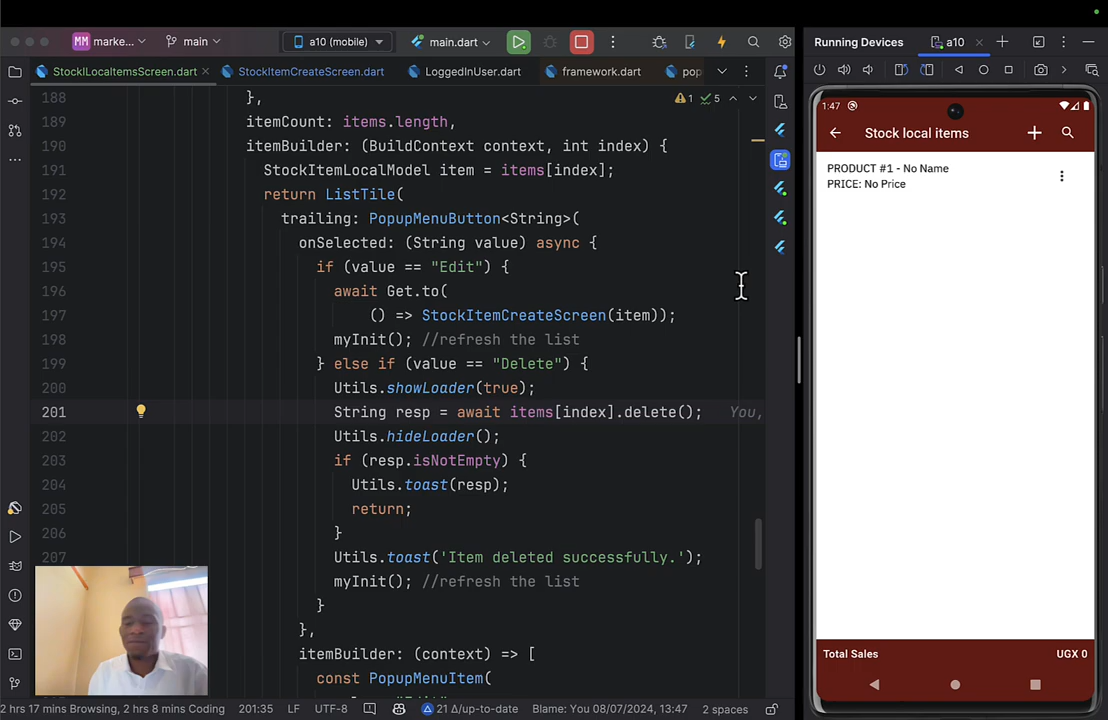 MM marke... main a10 (mobile) main.dart
StockILocaItemsScreen.dart StockItemCreateScreen.dart LoggedInUser.dart framework.dart pop
1 5
188 },
189 itemCount: items.length,
190 itemBuilder: (BuildContext context, int index) {
191 StockItemLocalModel item = items[index];
192 return ListTile(
193 trailing: PopupMenuButton<String>(
194 onSelected: (String value) async {
195 if (value == "Edit") {
196 await Get.to(
197 () => StockItemCreateScreen(item));
198 myInit(); //refresh the list
199 } else if (value == "Delete") {
200 Utils.showLoader(true);
201 String resp = await items[index].delete(); You,
202 Utils.hideLoader();
203 if (resp.isNotEmpty) {
204 Utils.toast(resp);
205 return;
206 }
207 Utils.toast('Item deleted successfully.');
myInit(); //refresh the list
}
},
itemBuilder: (context) => [
const PopupMenuItem(
2 hrs 17 mins Browsing, 2 hrs 8 mins Coding 201:35 LF UTF-8 21 Δ/up-to-date Blame: You 08/07/2024, 13:47 2 spaces
Running Devices a10
1:47
Stock local items
PRODUCT #1 - No Name
PRICE: No Price
Total Sales UGX 0